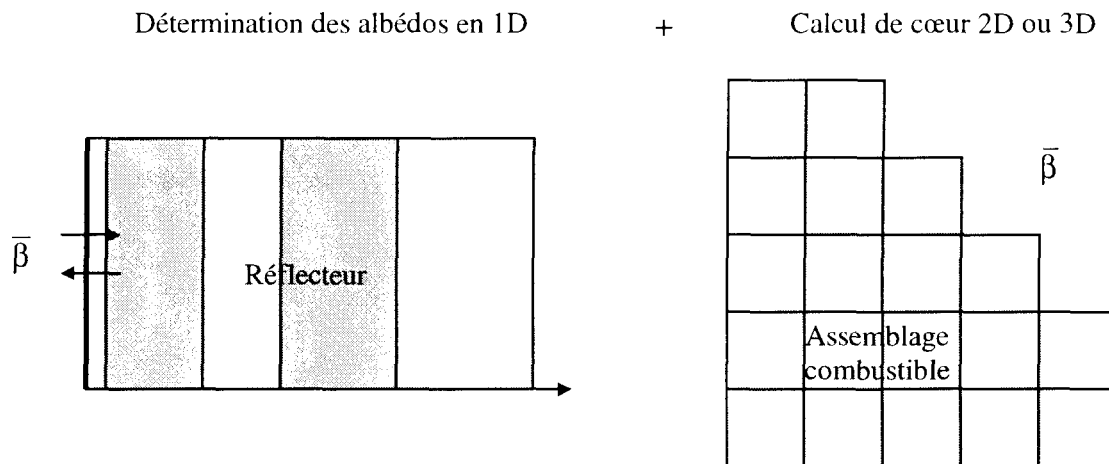 Détermination des albédos en 1D + Calcul de cœur 2D ou 3D
β̄
Réflecteur
β̄
Assemblage
combustible